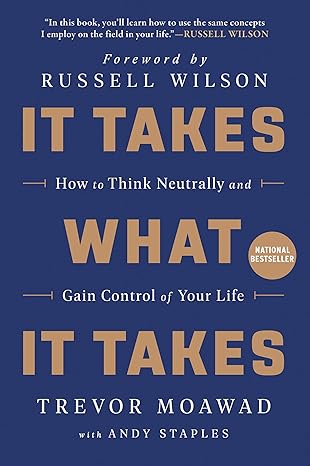 "In this book, you'll learn how to use the same concepts
I employ on the field in your life."—RUSSELL WILSON
Foreword by
RUSSELL WILSON
IT TAKES
How to Think Neutrally and
WHAT
NATIONAL
BESTSELLER
Gain Control of Your Life
IT TAKES
TREVOR MOAWAD
with ANDY STAPLES